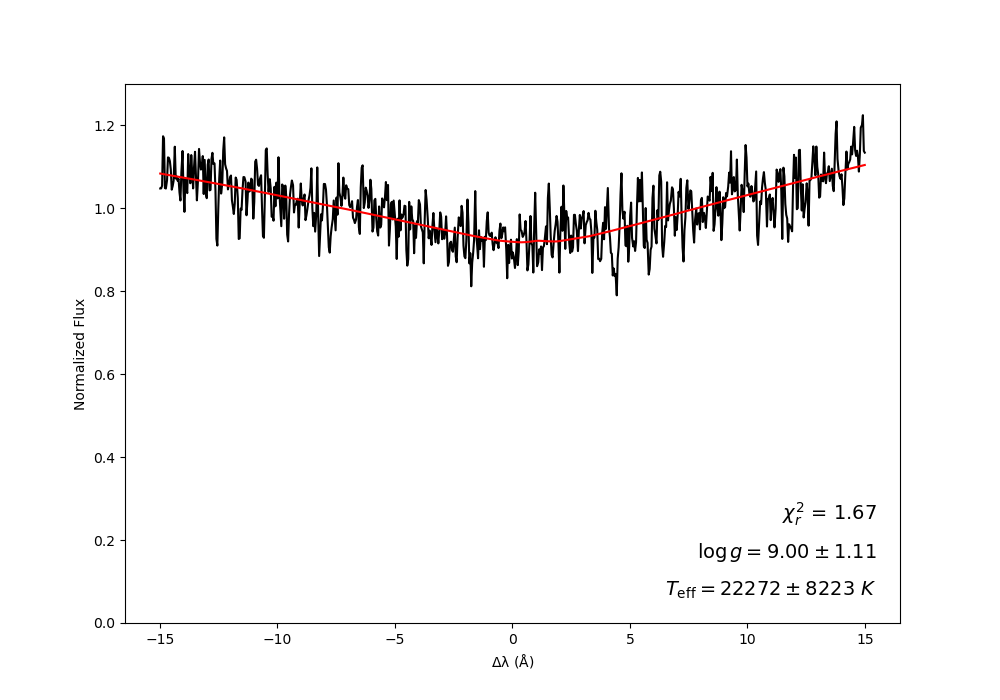 1.2
1.0
0.8
0.6
0.4
0.2
0.0
Normalized Flux
χ²ᵣ = 1.67
log g = 9.00 ± 1.11
T_eff = 22272 ± 8223 K
−15 −10 −5 0 5 10 15
Δλ (Å)